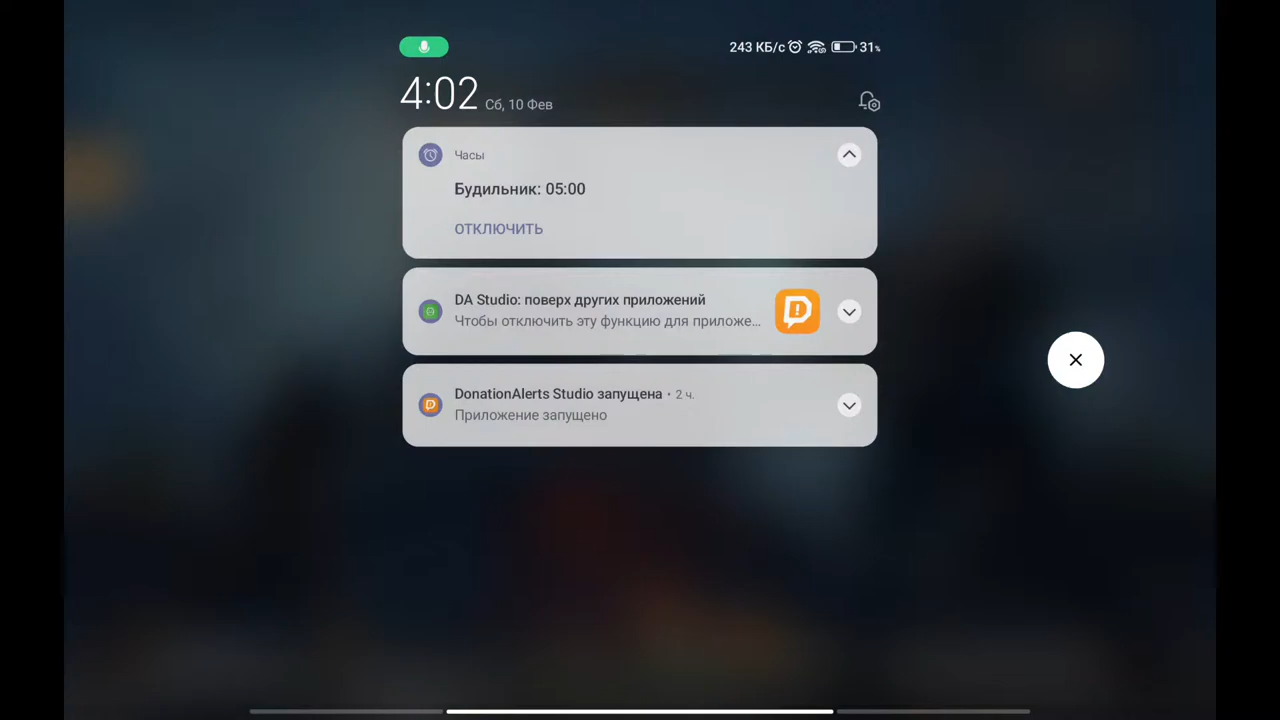 243 КБ/с 31%
4:02 Сб, 10 Фев
Часы
Будильник: 05:00
ОТКЛЮЧИТЬ
DA Studio: поверх других приложений
Чтобы отключить эту функцию для приложе...
DonationAlerts Studio запущена • 2 ч.
Приложение запущено